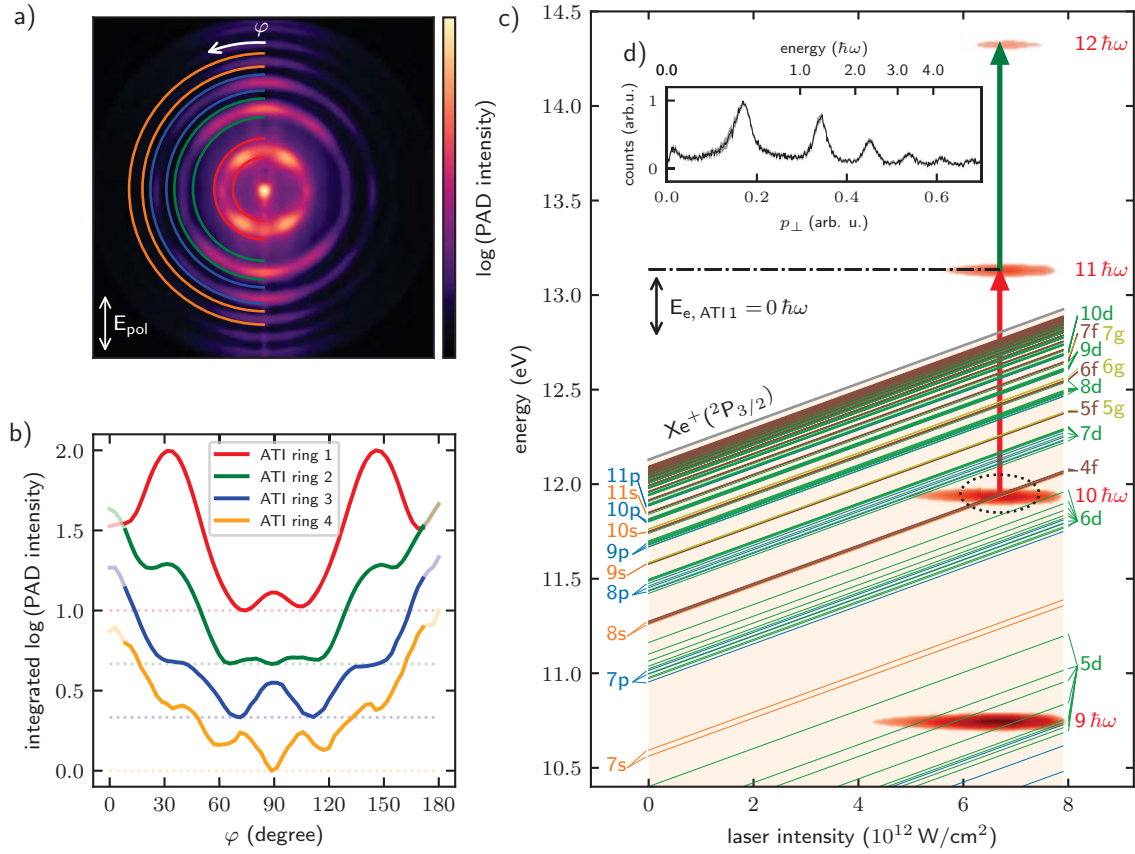 a)
φ
E_pol
log (PAD intensity)
b)
integrated log (PAD intensity)
2.0
1.5
1.0
0.5
0.0
ATI ring 1
ATI ring 2
ATI ring 3
ATI ring 4
0
30
60
90
120
150
180
φ (degree)
c)
energy (eV)
14.5
14.0
13.5
13.0
12.5
12.0
11.5
11.0
10.5
d)
energy (ℏω)
0.0
1.0
2.0
3.0
4.0
counts (arb.u.)
1
0
0.0
0.2
0.4
0.6
p⊥ (arb. u.)
12 ℏω
11 ℏω
E_e, ATI 1 = 0 ℏω
Xe⁺(²P₃/₂)
10d
7f 7g
9d
6f 6g
8d
5f 5g
7d
4f
10 ℏω
6d
5d
9 ℏω
11p
11s
10p
10s
9p
9s
8p
8s
7p
7s
0
2
4
6
8
laser intensity (10¹² W/cm²)